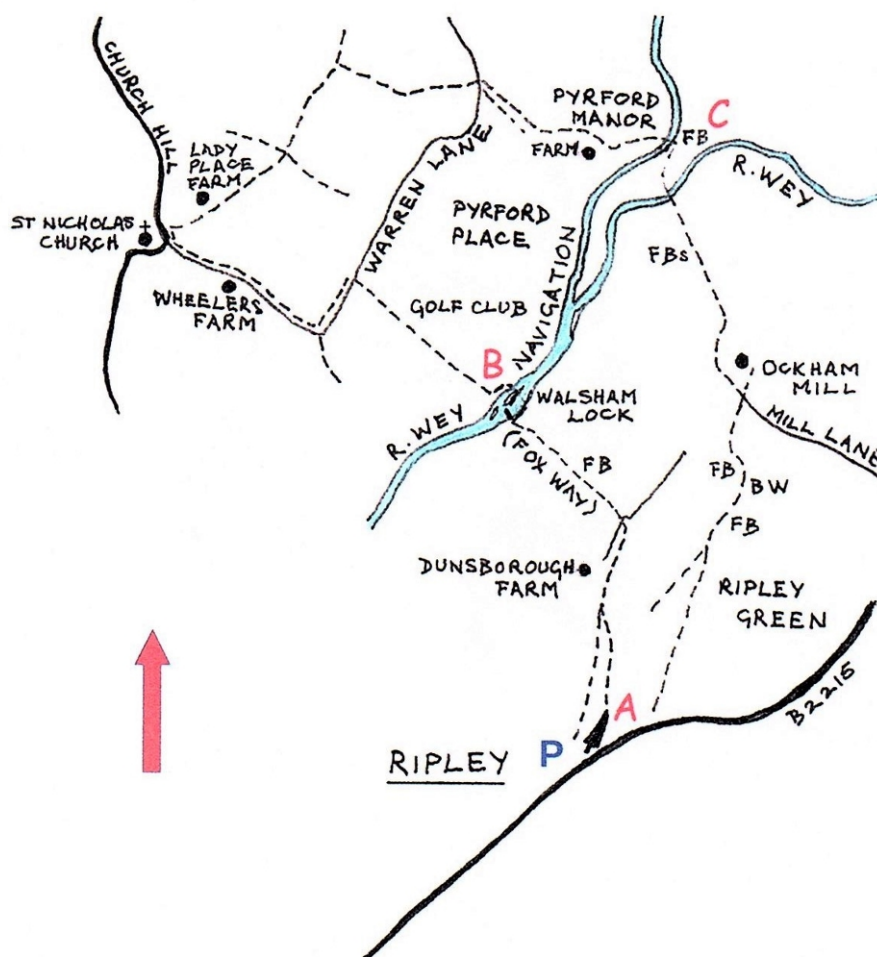 CHURCH HILL
LADY
PLACE
FARM
ST NICHOLAS
CHURCH
WHEELERS
FARM
WARREN LANE
PYRFORD
MANOR
FARM
C
FB
R. WEY
PYRFORD
PLACE
NAVIGATION
FBs
GOLF CLUB
B
WALSHAM
LOCK
R. WEY
(FOX WAY)
FB
OCKHAM
MILL
MILL LANE
FB
BW
FB
DUNSBOROUGH
FARM
RIPLEY
GREEN
A
P
RIPLEY
B2215